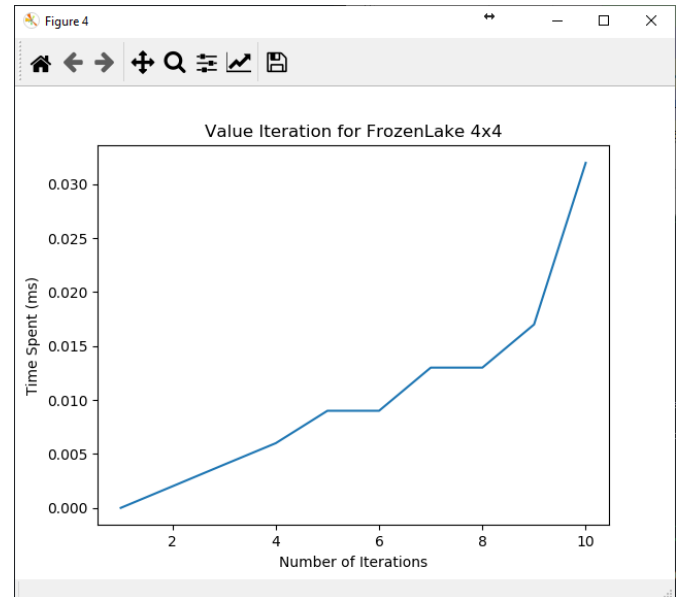 Figure 4
Value Iteration for FrozenLake 4x4
0.030
0.025
0.020
0.015
0.010
0.005
0.000
Time Spent (ms)
2 4 6 8 10
Number of Iterations